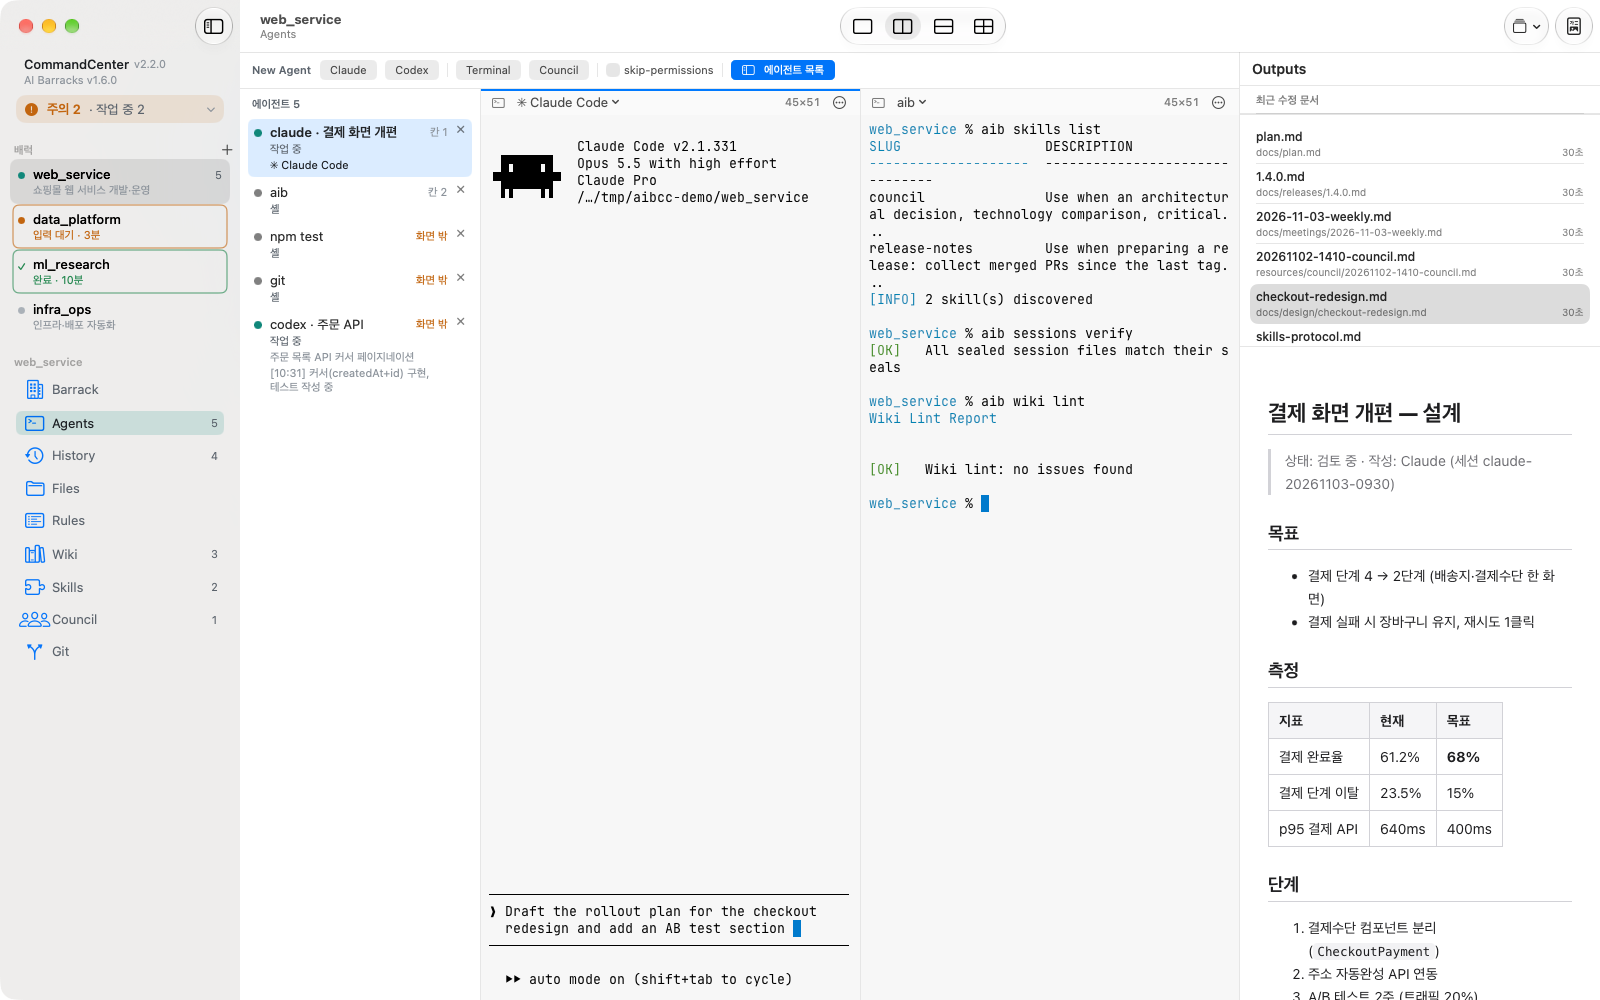 CommandCenter v2.2.0
AI Barracks v1.6.0
주의 2 · 작업 중 2
배럭
web_service 5
쇼핑몰 웹 서비스 개발·운영
data_platform
입력 대기 · 3분
ml_research
완료 · 10분
infra_ops
인프라·배포 자동화
web_service
Barrack
Agents 5
History 4
Files
Rules
Wiki 3
Skills 2
Council 1
Git
web_service
Agents
New Agent Claude Codex Terminal Council skip-permissions 에이전트 목록
에이전트 5
claude · 결제 화면 개편 칸 1
작업 중
✳ Claude Code
aib 칸 2
셸
npm test 화면 밖
셸
git 화면 밖
셸
codex · 주문 API 화면 밖
작업 중
주문 목록 API 커서 페이지네이션
[10:31] 커서(createdAt+id) 구현,
테스트 작성 중
✳ Claude Code 45×51
Claude Code v2.1.331
Opus 5.5 with high effort
Claude Pro
/…/tmp/aibcc-demo/web_service
❯ Draft the rollout plan for the checkout
redesign and add an AB test section
▶▶ auto mode on (shift+tab to cycle)
aib 45×51
web_service % aib skills list
SLUG DESCRIPTION
-------------------- -----------------------
--------
council Use when an architectur
al decision, technology comparison, critical.
..
release-notes Use when preparing a re
lease: collect merged PRs since the last tag.
..
[INFO] 2 skill(s) discovered
web_service % aib sessions verify
[OK] All sealed session files match their s
eals
web_service % aib wiki lint
Wiki Lint Report
[OK] Wiki lint: no issues found
web_service %
Outputs
최근 수정 문서
plan.md
docs/plan.md 30초
1.4.0.md
docs/releases/1.4.0.md 30초
2026-11-03-weekly.md
docs/meetings/2026-11-03-weekly.md 30초
20261102-1410-council.md
resources/council/20261102-1410-council.md 30초
checkout-redesign.md
docs/design/checkout-redesign.md 30초
skills-protocol.md
결제 화면 개편 — 설계
상태: 검토 중 · 작성: Claude (세션 claude-
20261103-0930)
목표
• 결제 단계 4 → 2단계 (배송지·결제수단 한 화
면)
• 결제 실패 시 장바구니 유지, 재시도 1클릭
측정
지표 현재 목표
결제 완료율 61.2% 68%
결제 단계 이탈 23.5% 15%
p95 결제 API 640ms 400ms
단계
1. 결제수단 컴포넌트 분리
( CheckoutPayment )
2. 주소 자동완성 API 연동
3. A/B 테스트 2주 (트래픽 20%)